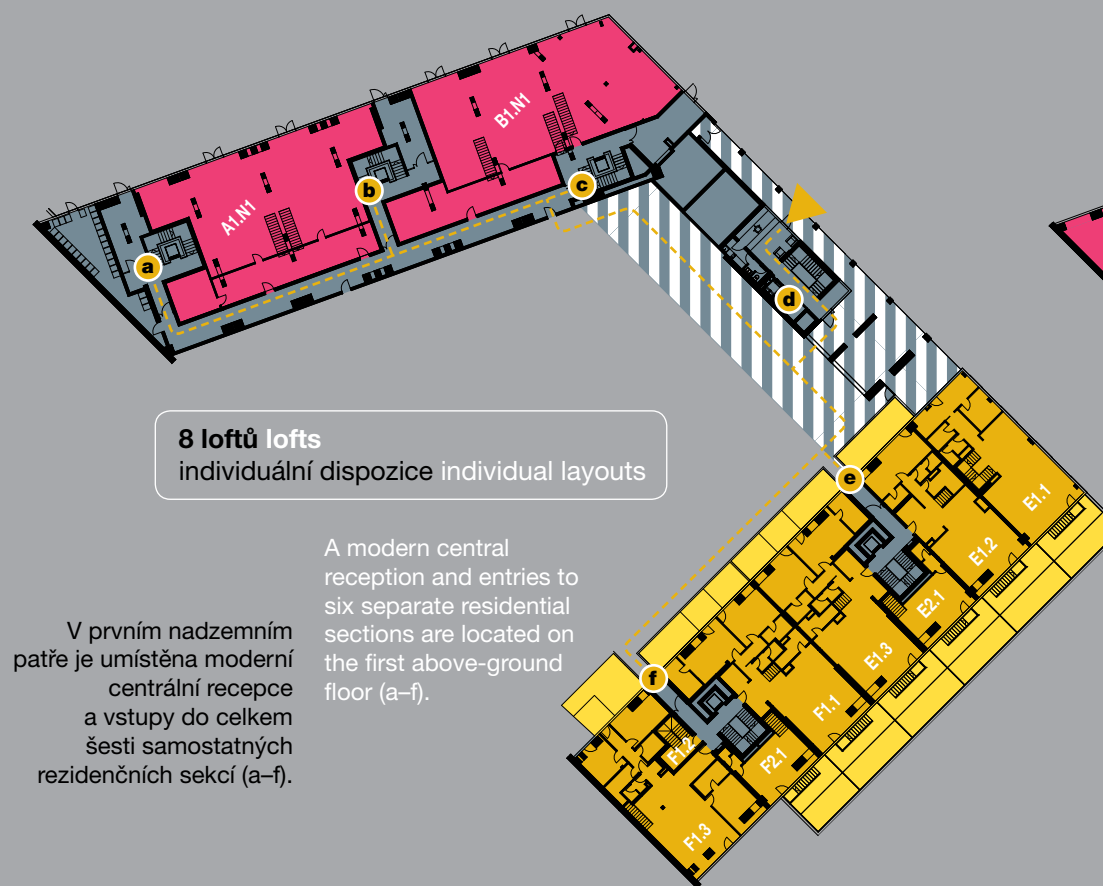 B1.N1
A1.N1
a
b
c
d
8 loftů lofts
individuální dispozice individual layouts
A modern central
reception and entries to
six separate residential
sections are located on
the first above-ground
floor (a–f).
V prvním nadzemním
patře je umístěna moderní
centrální recepce
a vstupy do celkem
šesti samostatných
rezidenčních sekcí (a–f).
e
f
E1.1
E1.2
E2.1
E1.3
F1.1
F2.1
F1.2
F1.3